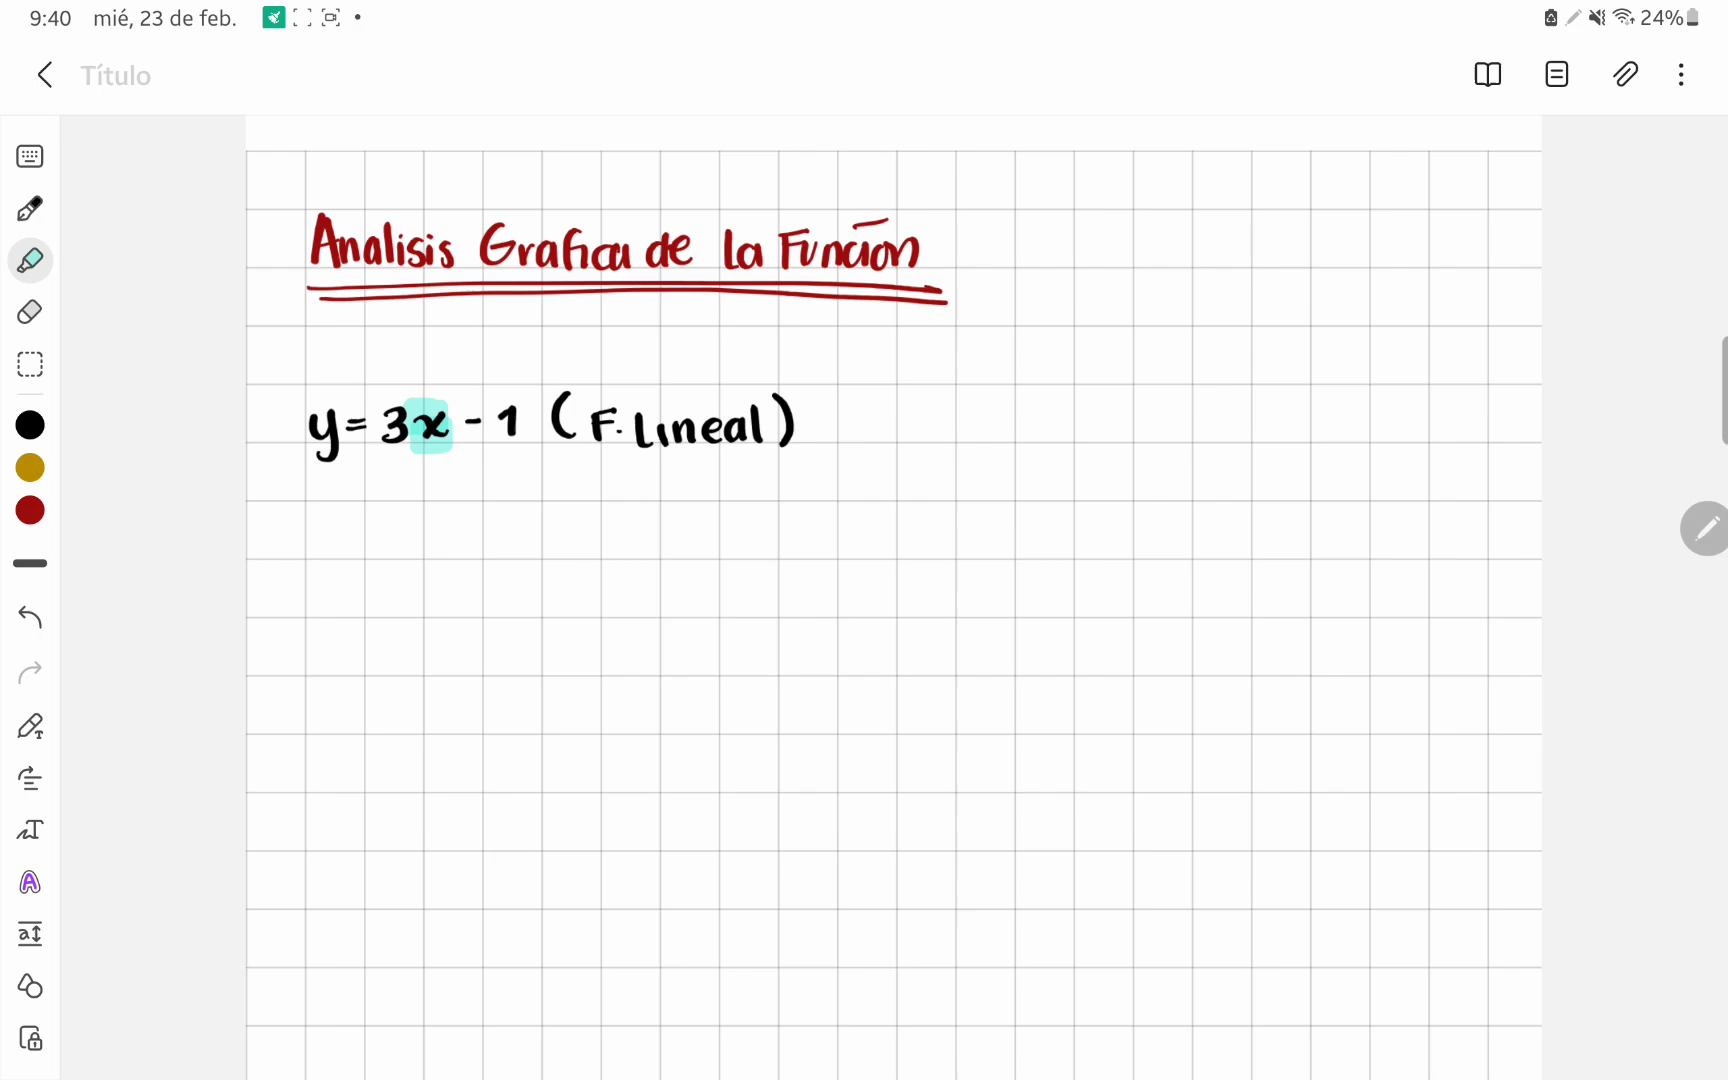 9:40 mié, 23 de feb. 24%
Título
Analisis Grafica de la Función
y = 3x - 1 (F. Lineal)